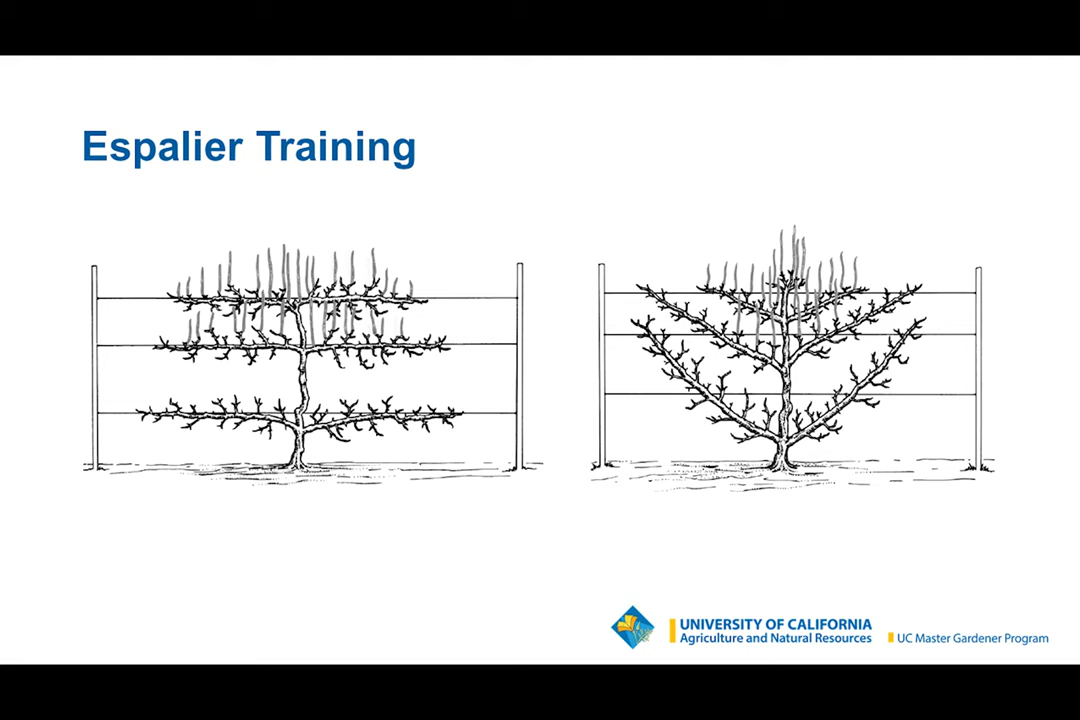 Espalier Training
UNIVERSITY OF CALIFORNIA
Agriculture and Natural Resources
UC Master Gardener Program